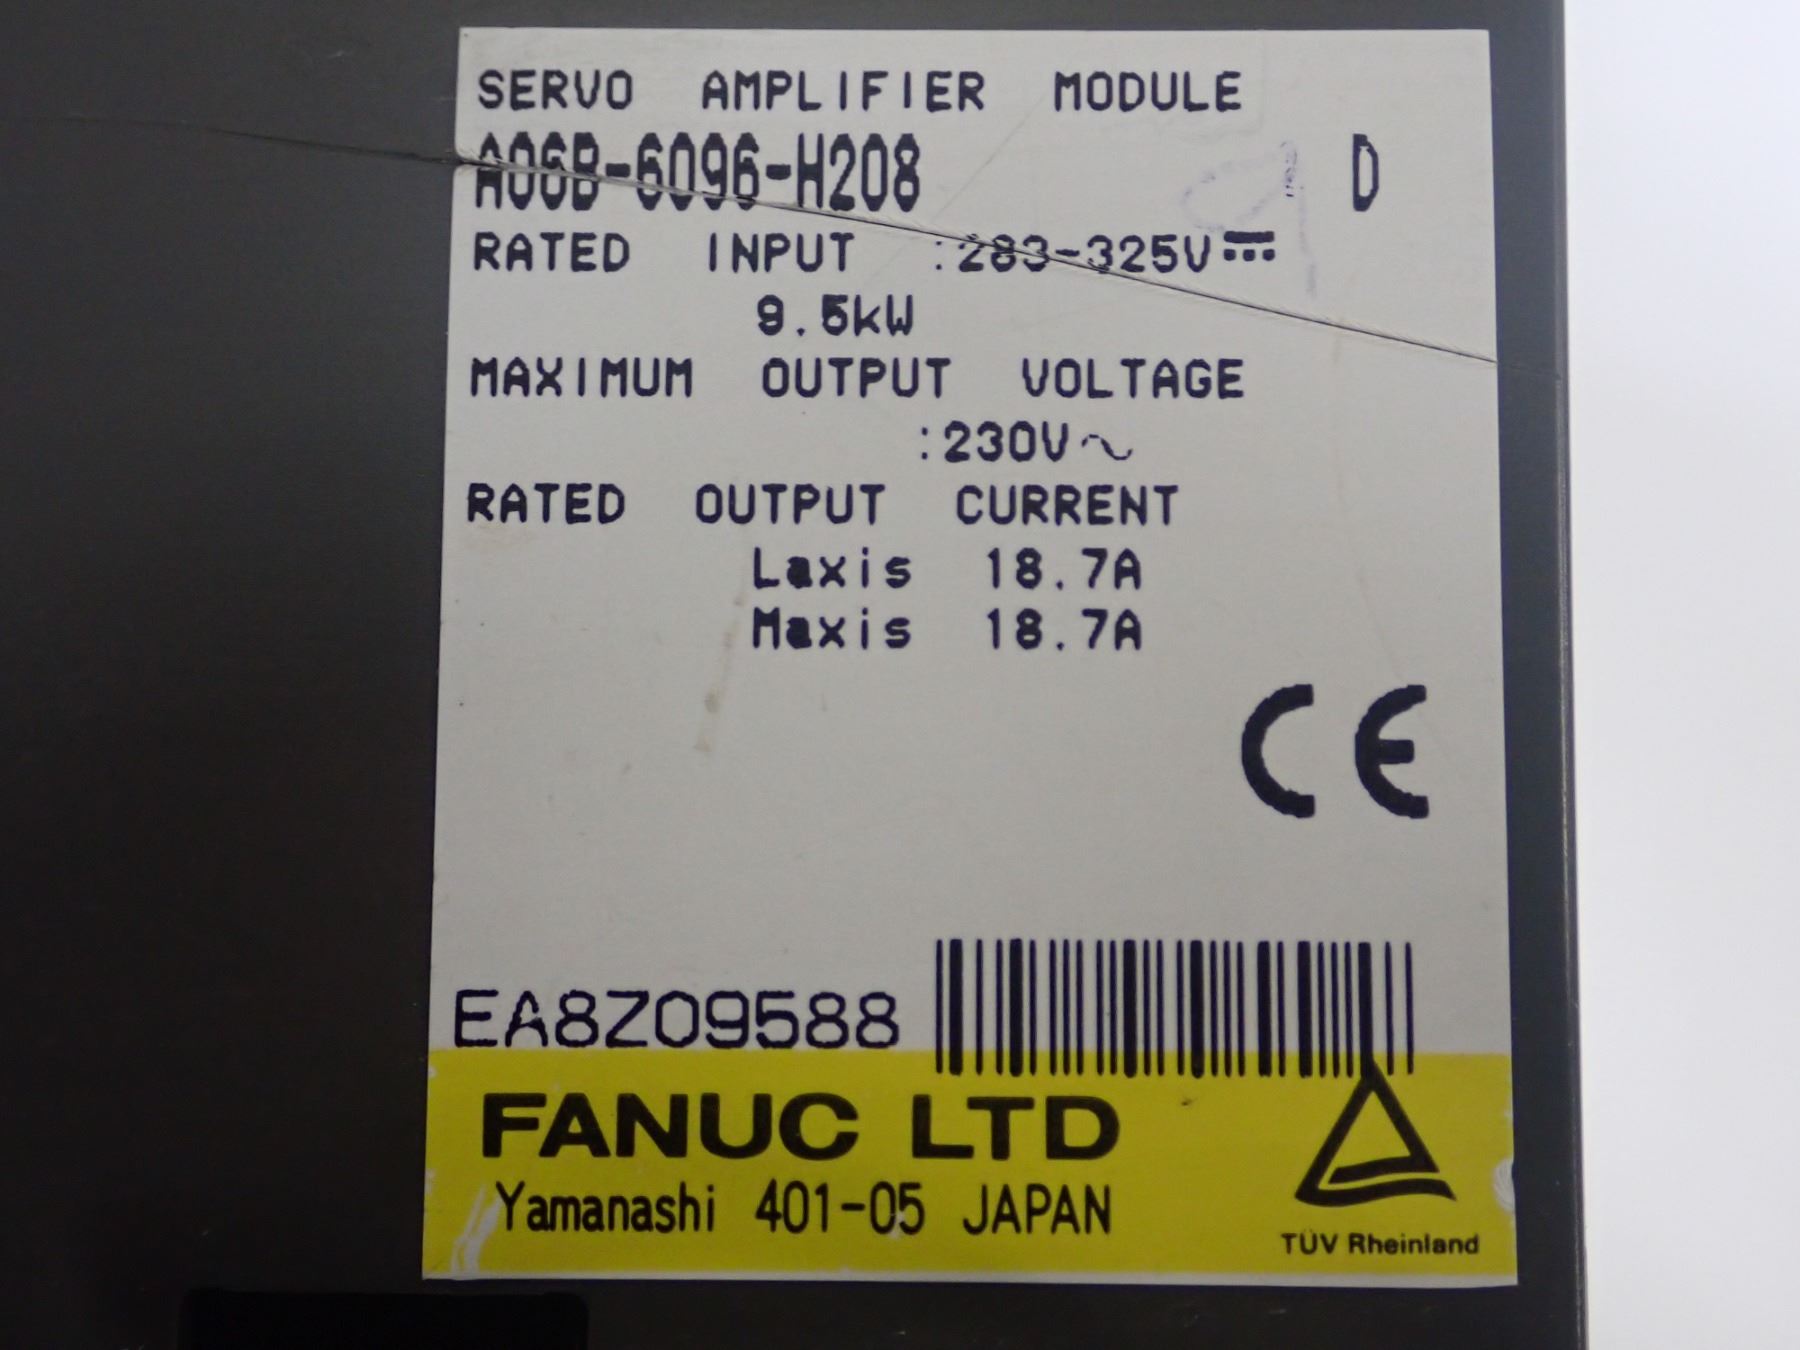 SERVO AMPLIFIER MODULE
A06B-6096-H208 D
RATED INPUT :283-325V⎓
9.5kW
MAXIMUM OUTPUT VOLTAGE
:230V~
RATED OUTPUT CURRENT
Laxis 18.7A
Maxis 18.7A
CE
EA8Z09588
FANUC LTD
Yamanashi 401-05 JAPAN
TÜV Rheinland